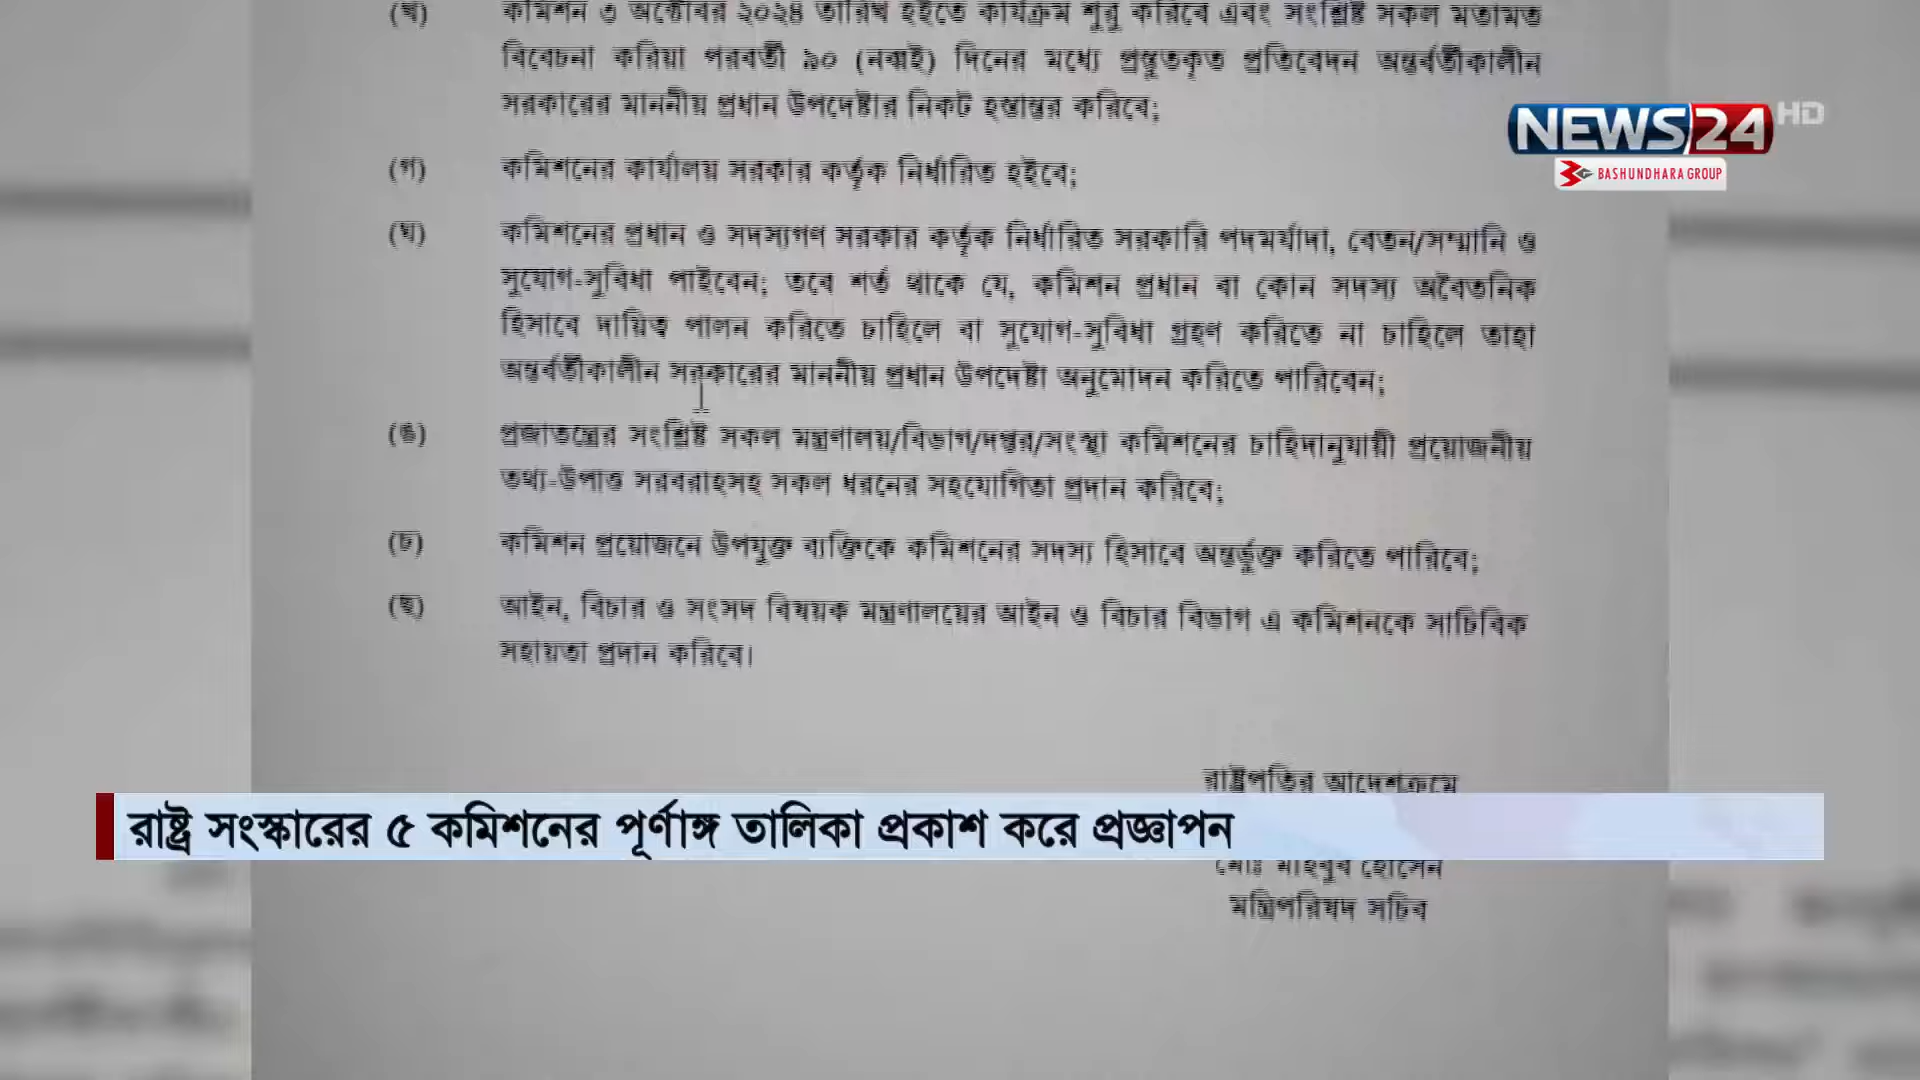 (খ) কমিশন ৩ অক্টোবর ২০২৪ তারিখ হইতে কার্যক্রম শুরু করিবে এবং সংশ্লিষ্ট সকল মতামত
বিবেচনা করিয়া পরবর্তী ৯০ (নব্বই) দিনের মধ্যে প্রস্তুতকৃত প্রতিবেদন অন্তর্বর্তীকালীন
সরকারের মাননীয় প্রধান উপদেষ্টার নিকট হস্তান্তর করিবে;
NEWS 24 HD
BASHUNDHARA GROUP
(গ) কমিশনের কার্যালয় সরকার কর্তৃক নির্ধারিত হইবে;
(ঘ) কমিশনের প্রধান ও সদস্যগণ সরকার কর্তৃক নির্ধারিত সরকারি পদমর্যাদা, বেতন/সম্মানি ও
সুযোগ-সুবিধা পাইবেন; তবে শর্ত থাকে যে, কমিশন প্রধান বা কোন সদস্য অবৈতনিক
হিসাবে দায়িত্ব পালন করিতে চাহিলে বা সুযোগ-সুবিধা গ্রহণ করিতে না চাহিলে তাহা
অন্তর্বর্তীকালীন সরকারের মাননীয় প্রধান উপদেষ্টা অনুমোদন করিতে পারিবেন;
(ঙ) প্রজাতন্ত্রের সংশ্লিষ্ট সকল মন্ত্রণালয়/বিভাগ/দপ্তর/সংস্থা কমিশনের চাহিদানুযায়ী প্রয়োজনীয়
তথ্য-উপাত্ত সরবরাহসহ সকল ধরনের সহযোগিতা প্রদান করিবে;
(চ) কমিশন প্রয়োজনে উপযুক্ত ব্যক্তিকে কমিশনের সদস্য হিসাবে অন্তর্ভুক্ত করিতে পারিবে;
(ছ) আইন, বিচার ও সংসদ বিষয়ক মন্ত্রণালয়ের আইন ও বিচার বিভাগ এ কমিশনকে সাচিবিক
সহায়তা প্রদান করিবে।
রাষ্ট্রপতির আদেশক্রমে
রাষ্ট্র সংস্কারের ৫ কমিশনের পূর্ণাঙ্গ তালিকা প্রকাশ করে প্রজ্ঞাপন
মোঃ মাহবুব হোসেন
মন্ত্রিপরিষদ সচিব